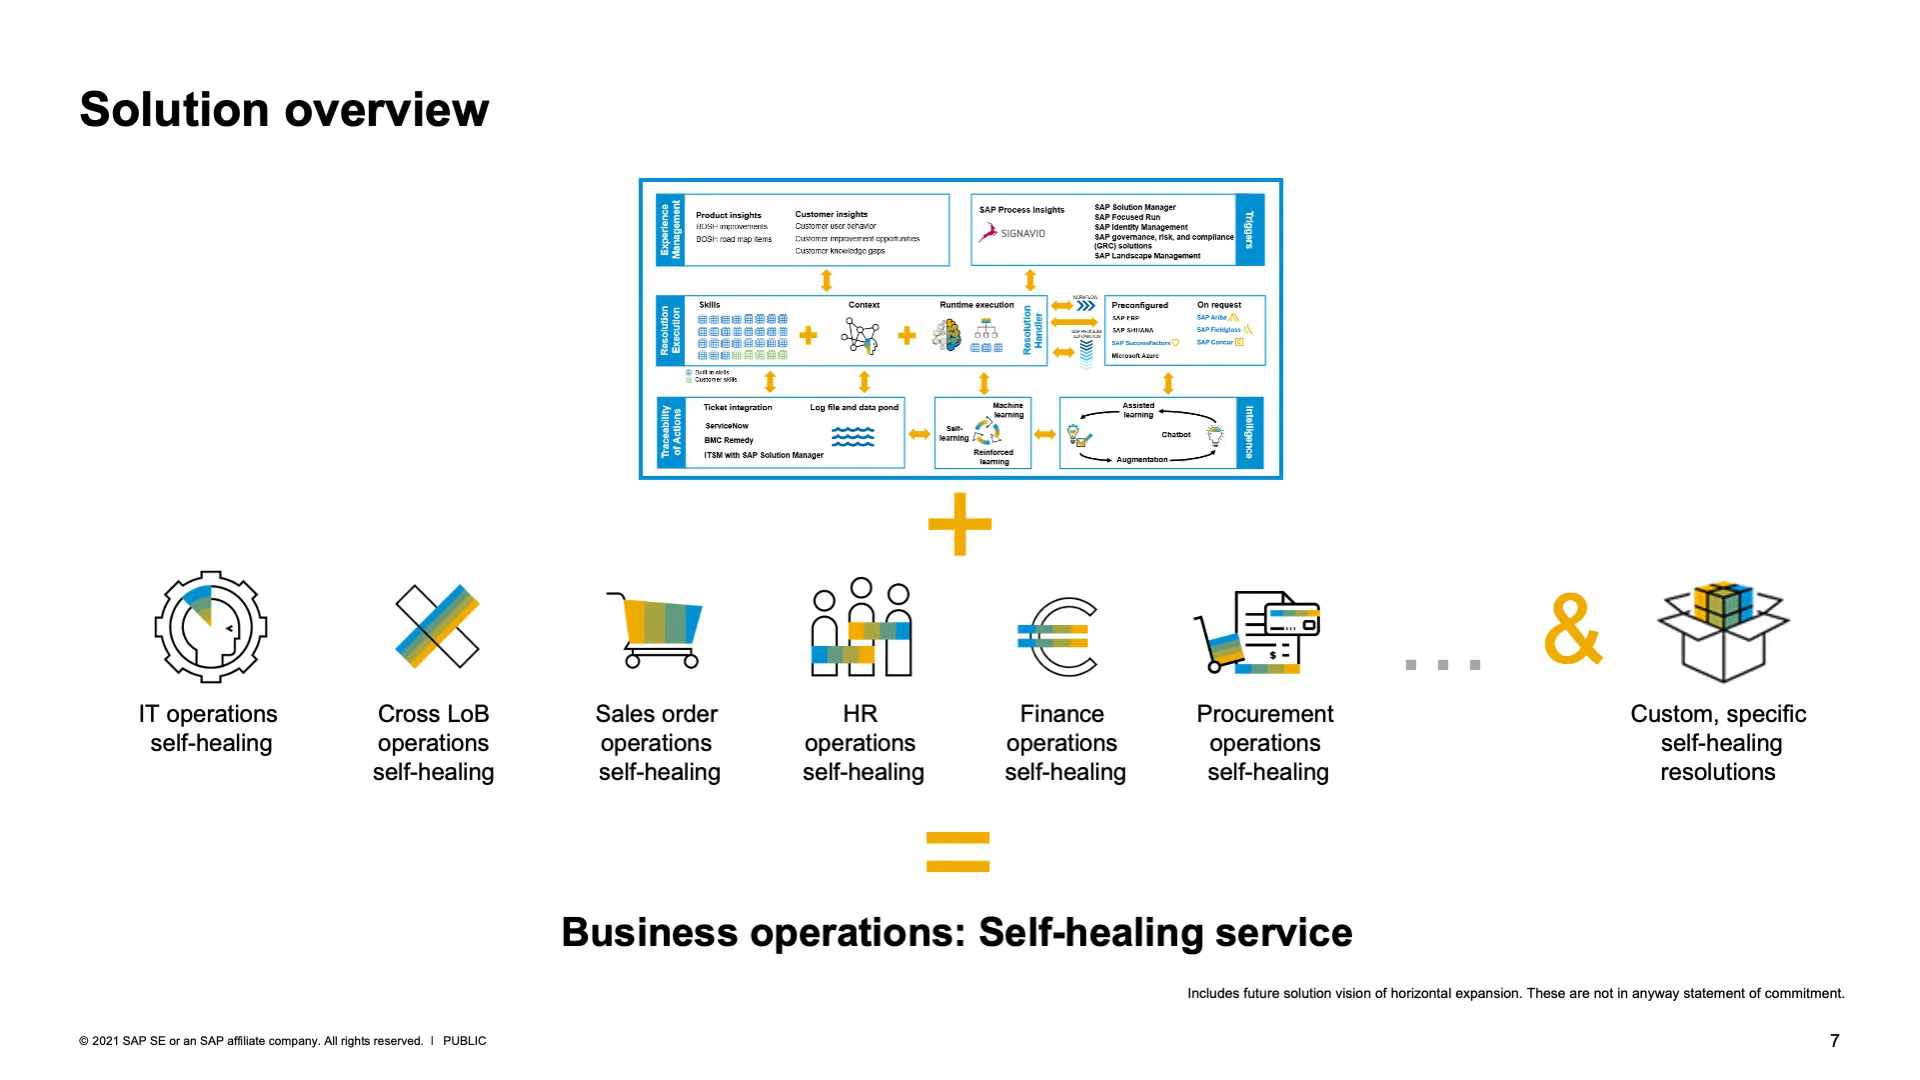 Solution overview
Experience
Management
Product insights
BOSH improvements
BOSH road map items
Customer insights
Customer user behavior
Customer improvement opportunities
Customer knowledge gaps
SAP Process Insights
SIGNAVIO
SAP Solution Manager
SAP Focused Run
SAP Identity Management
SAP governance, risk, and compliance
(GRC) solutions
SAP Landscape Management
Triggers
Resolution
Execution
Skills
Context
Runtime execution
Resolution
Handler
WORKFLOW
Preconfigured
SAP ERP
SAP S/4HANA
SAP SuccessFactors
Microsoft Azure
On request
SAP Ariba
SAP Fieldglass
SAP Concur
Built in skills
Customer skills
Traceability
of Actions
Ticket integration
ServiceNow
BMC Remedy
ITSM with SAP Solution Manager
Log file and data pond
Machine
learning
Self-
learning
Reinforced
learning
Assisted
learning
Chatbot
Augmentation
Intelligence
+
IT operations
self-healing
Cross LoB
operations
self-healing
Sales order
operations
self-healing
HR
operations
self-healing
Finance
operations
self-healing
Procurement
operations
self-healing
...
&
Custom, specific
self-healing
resolutions
=
Business operations: Self-healing service
Includes future solution vision of horizontal expansion. These are not in anyway statement of commitment.
© 2021 SAP SE or an SAP affiliate company. All rights reserved. | PUBLIC
7